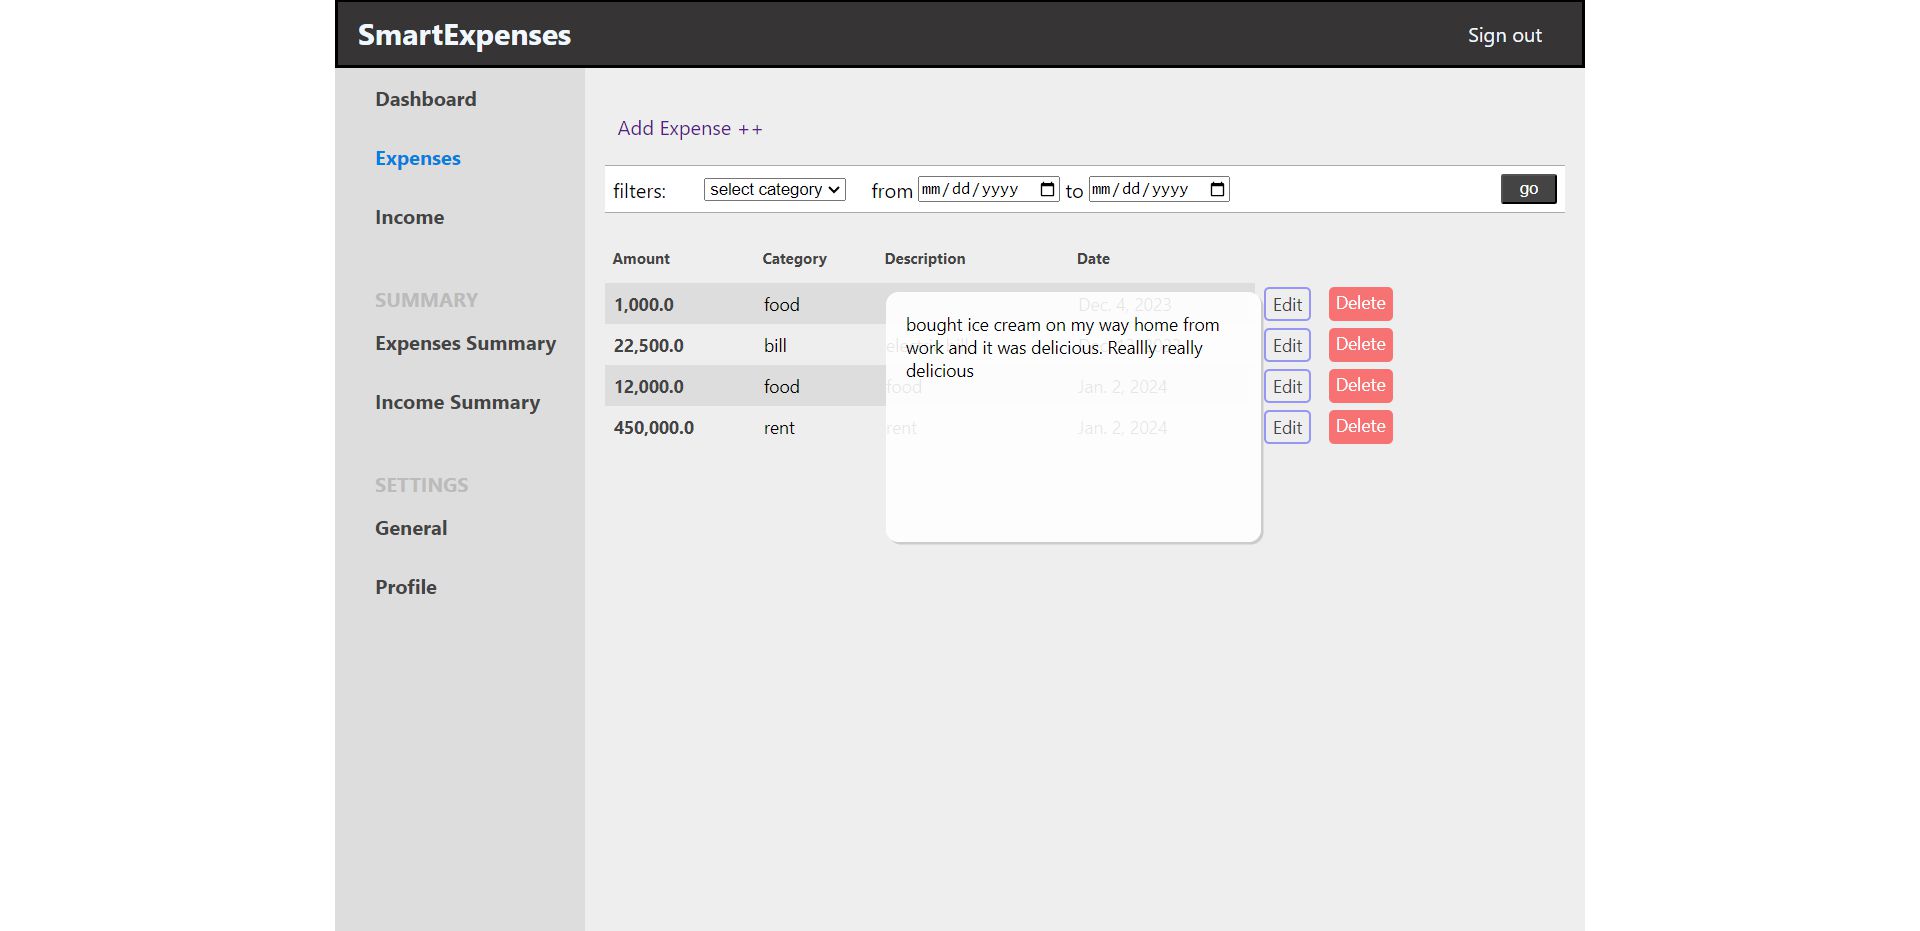 SmartExpenses Sign out
Dashboard
Expenses
Income
SUMMARY
Expenses Summary
Income Summary
SETTINGS
General
Profile
Add Expense ++
filters: select category from mm/dd/yyyy to mm/dd/yyyy go
Amount Category Description Date
1,000.0 food Dec. 4, 2023 Edit Delete
22,500.0 bill Edit Delete
12,000.0 food food Jan. 2, 2024 Edit Delete
450,000.0 rent rent Jan. 2, 2024 Edit Delete
bought ice cream on my way home from
work and it was delicious. Reallly really
delicious